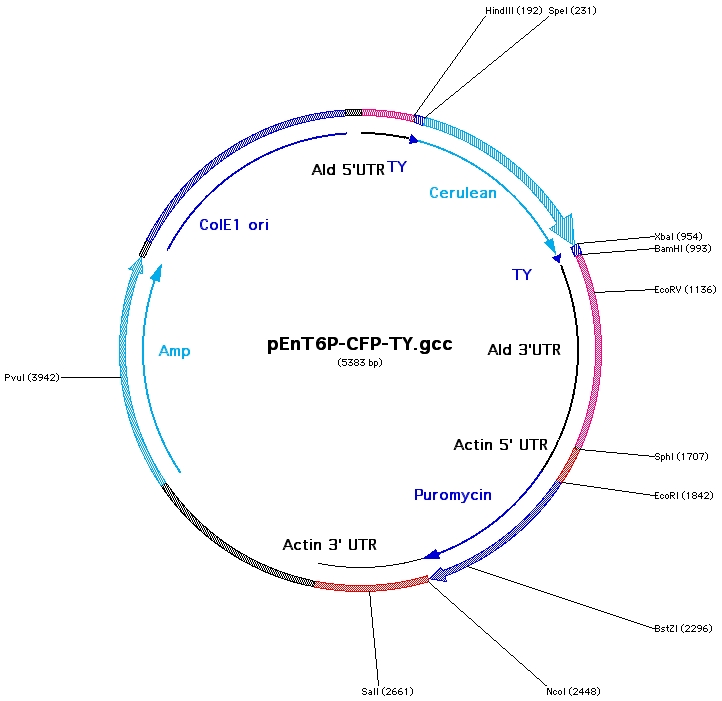 HindIII (192) SpeI (231)
Ald 5'UTR TY
Cerulean
ColE1 ori
XbaI (954)
BamHI (993)
TY
EcoRV (1136)
pEnT6P-CFP-TY.gcc
(5383 bp)
Amp
Ald 3'UTR
PvuI (3942)
Actin 5' UTR
SphI (1707)
Puromycin
EcoRI (1842)
Actin 3' UTR
BstZI (2296)
SalI (2661)
NcoI (2448)